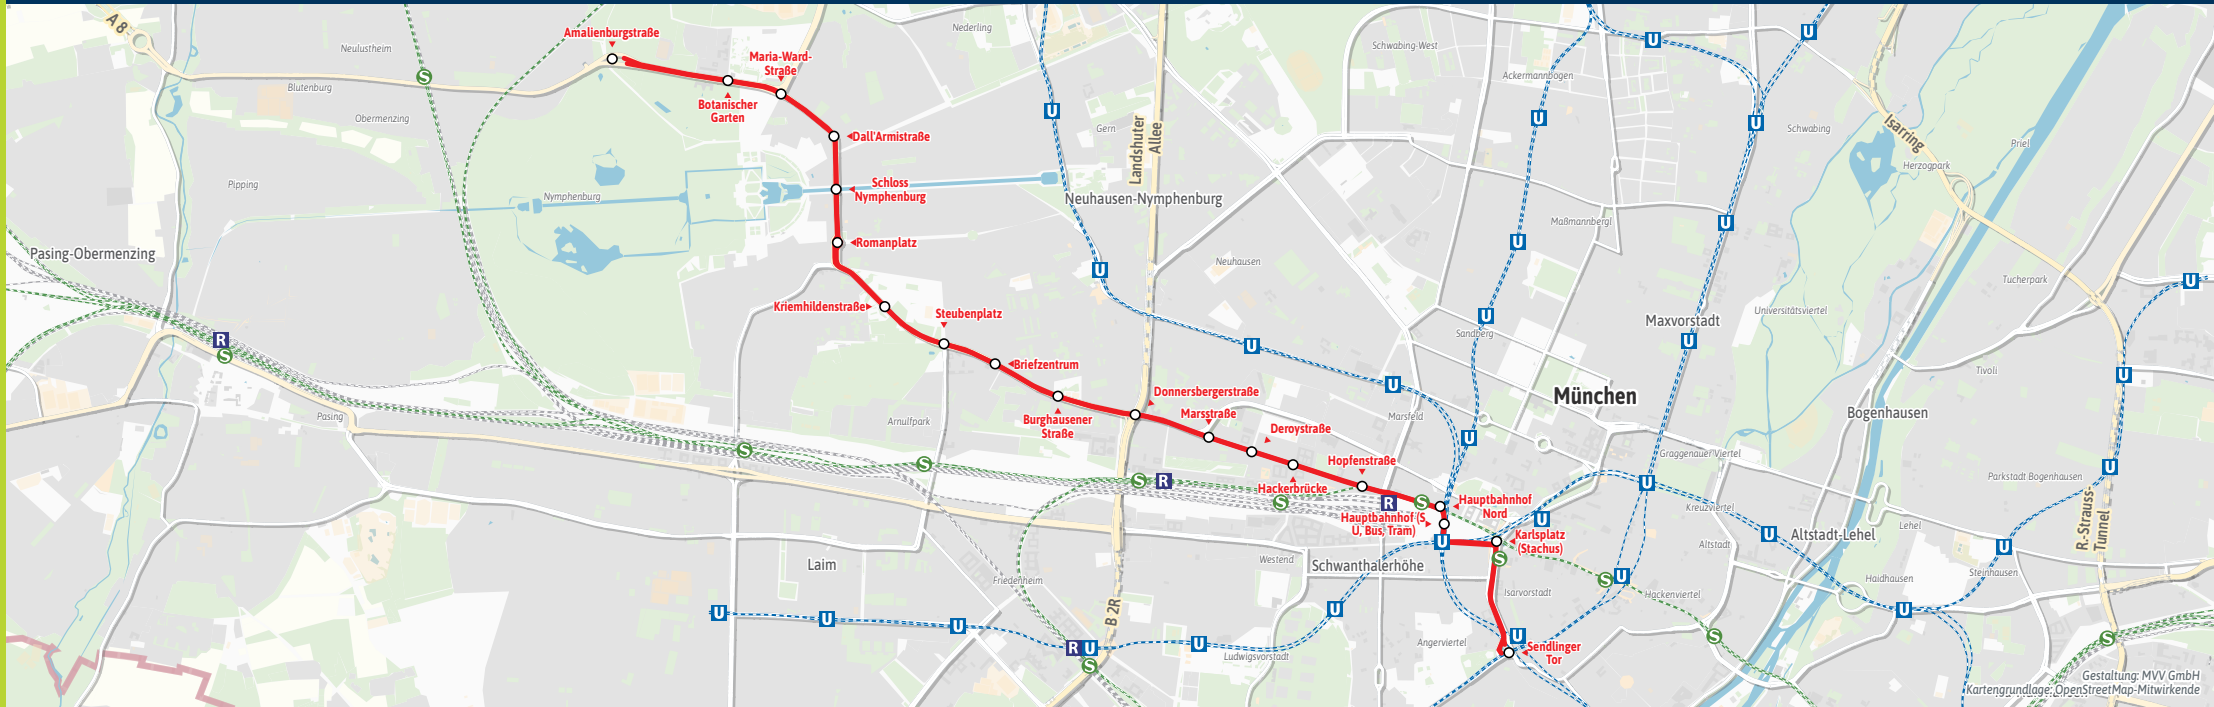 A 8
Amalienburgstraße
Nederling
Neulustheim
Schwabing-West
Maria-Ward-
Straße
Ackermannbogen
Blutenburg
Botanischer
Garten
Obermenzing
Landshuter
Allee
Gern
Dall'Armistraße
Schwabing
Isarring
Priel
Herzogpark
Pipping
Nymphenburg
Schloss
Nymphenburg
Neuhausen-Nymphenburg
Maßmannbergl
Pasing-Obermenzing
Romanplatz
Neuhausen
Tucherpark
Kriemhildenstraße
Steubenplatz
Maxvorstadt
Universitätsviertel
Sandberg
R
S
Briefzentrum
Tivoli
München
Donnersbergerstraße
Marsstraße
Marsfeld
Bogenhausen
Pasing
Arnulfpark
Burghausener
Straße
Deroystraße
Graggenauer Viertel
Hopfenstraße
Hackerbrücke
Parkstadt Bogenhausen
Hauptbahnhof
Nord
Hauptbahnhof (S,
U, Bus, Tram)
Kreuzviertel
Karlsplatz
(Stachus)
Altstadt
Lehel
Altstadt-Lehel
R.-Strauss-
Tunnel
Westend
Schwanthalerhöhe
Laim
Friedenheim
Isarvorstadt
Hackenviertel
Haidhausen
Steinhausen
B 2R
Angerviertel
Sendlinger
Tor
Ludwigsvorstadt
R U
S
Gestaltung: MVV GmbH
Kartengrundlage: OpenStreetMap-Mitwirkende